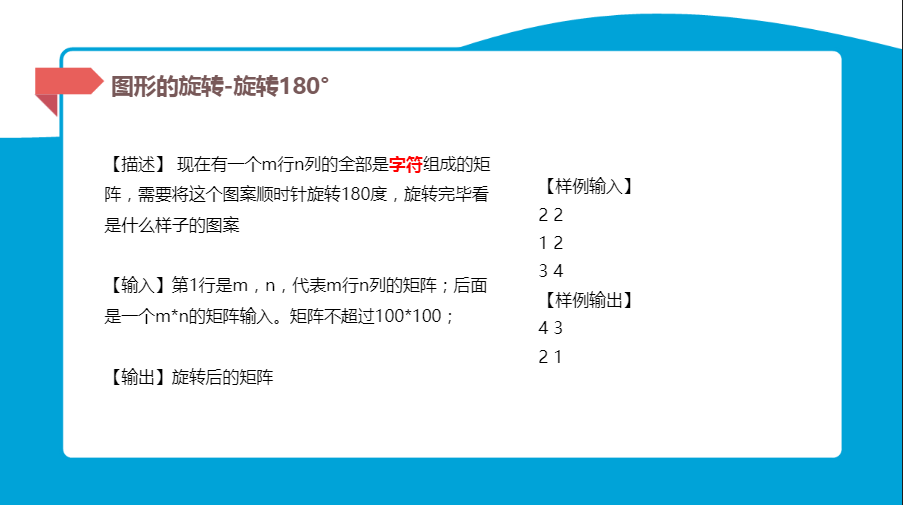 图形的旋转-旋转180°
【描述】 现在有一个m行n列的全部是字符组成的矩
阵，需要将这个图案顺时针旋转180度，旋转完毕看
是什么样子的图案
【输入】第1行是m，n，代表m行n列的矩阵；后面
是一个m*n的矩阵输入。矩阵不超过100*100；
【输出】旋转后的矩阵
【样例输入】
2 2
1 2
3 4
【样例输出】
4 3
2 1